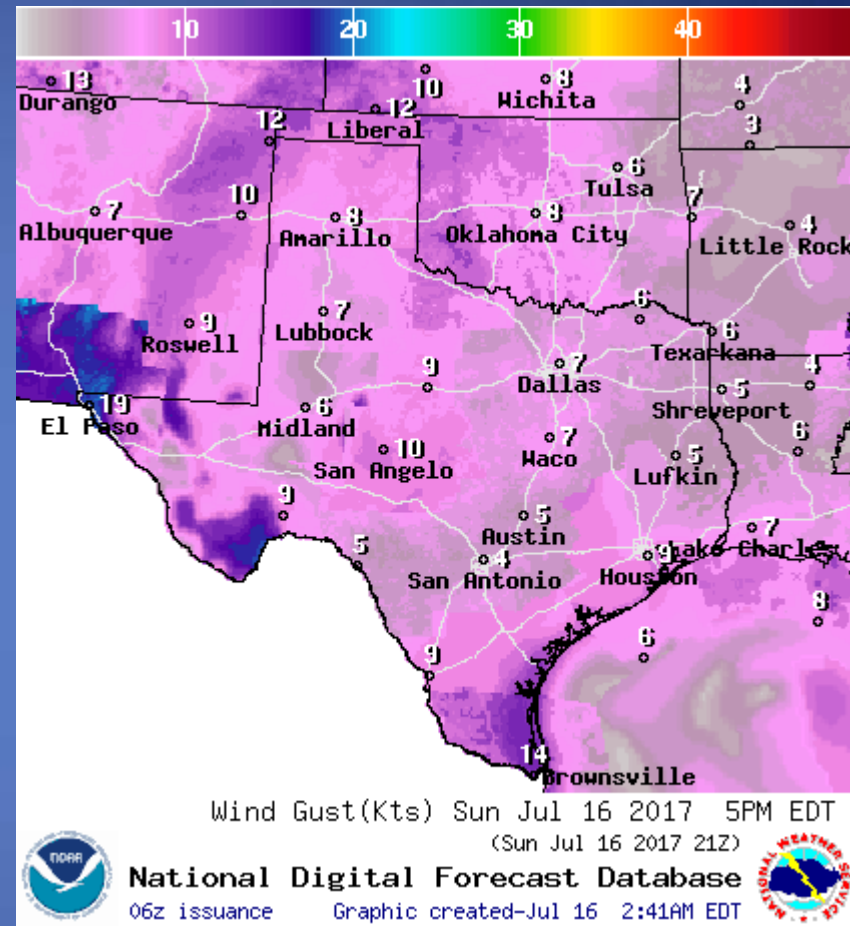 10 20 30 40
13
Durango
10
8
Wichita
4
12
Liberal
12
3
6
Tulsa
7
Albuquerque
10
8
Amarillo
8
Oklahoma City
7
4
Little Rock
9
Roswell
7
Lubbock
6
6
Texarkana
19
El Paso
6
Midland
9
7
Dallas
5
Shreveport
4
10
San Angelo
7
Waco
5
Lufkin
6
9
5
Austin
7
Lake Charles
5
4
San Antonio
9
Houston
8
9
6
14
Brownsville
Wind Gust(Kts) Sun Jul 16 2017 5PM EDT
(Sun Jul 16 2017 21Z)
NOAA
National Digital Forecast Database
06z issuance Graphic created-Jul 16 2:41AM EDT
NATIONAL WEATHER SERVICE